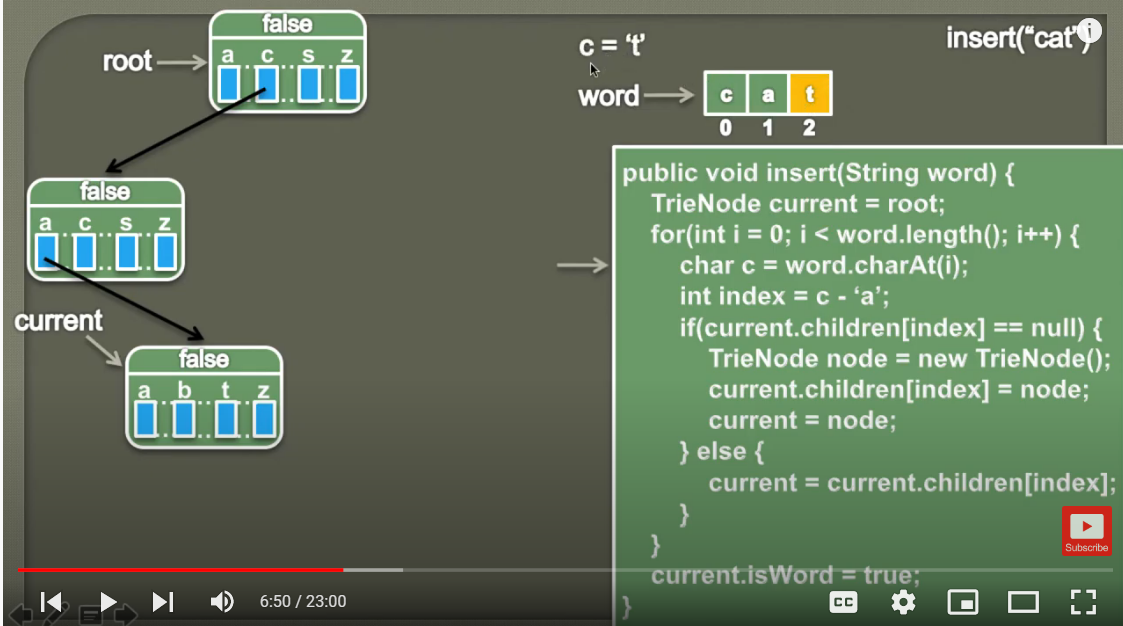 false
root
a c s z
c = ‘t’
insert(“cat”)
word
c a t
0 1 2
false
a c s z
current
false
a b t z
public void insert(String word) {
TrieNode current = root;
for(int i = 0; i < word.length(); i++) {
char c = word.charAt(i);
int index = c - ‘a’;
if(current.children[index] == null) {
TrieNode node = new TrieNode();
current.children[index] = node;
current = node;
} else {
current = current.children[index];
}
}
current.isWord = true;
}
Subscribe
6:50 / 23:00
CC